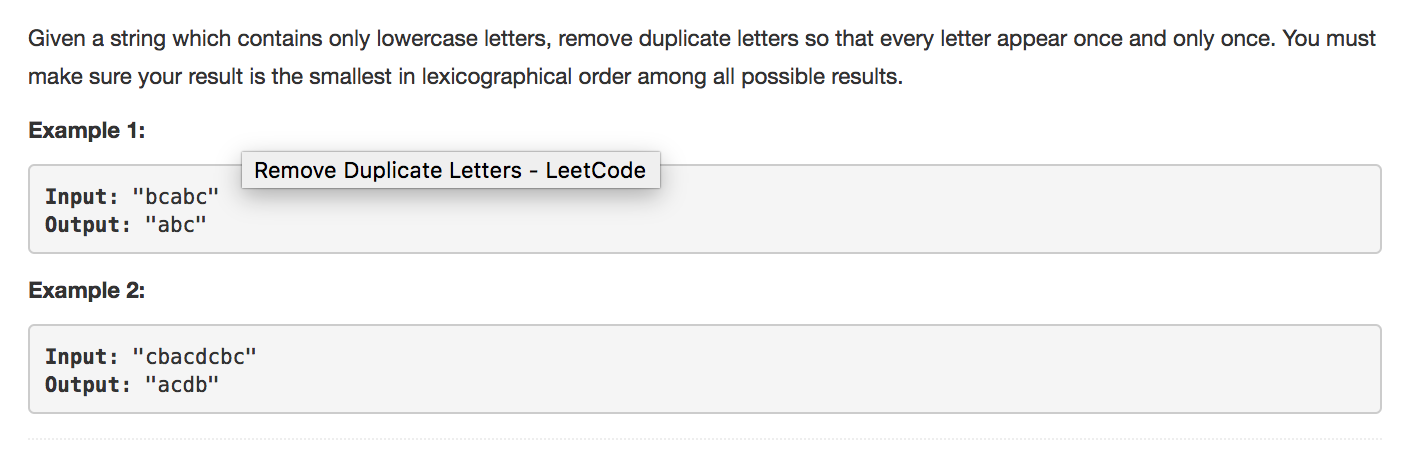 Given a string which contains only lowercase letters, remove duplicate letters so that every letter appear once and only once. You must
make sure your result is the smallest in lexicographical order among all possible results.
Example 1:
Remove Duplicate Letters - LeetCode
Input: "bcabc"
Output: "abc"
Example 2:
Input: "cbacdcbc"
Output: "acdb"